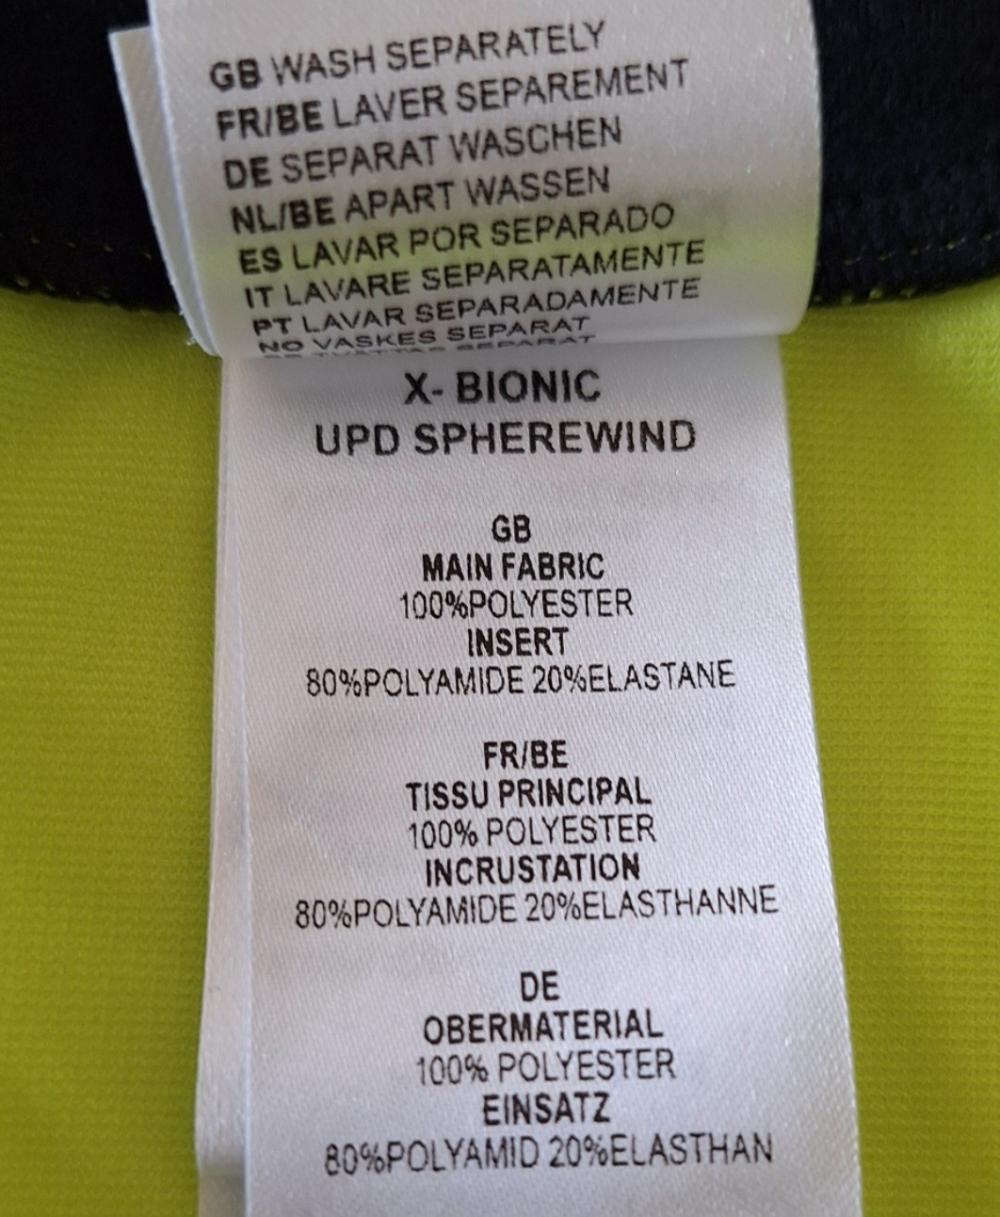 GB WASH SEPARATELY
FR/BE LAVER SEPAREMENT
DE SEPARAT WASCHEN
NL/BE APART WASSEN
ES LAVAR POR SEPARADO
IT LAVARE SEPARATAMENTE
PT LAVAR SEPARADAMENTE
NO VASKES SEPARAT
TVÄTTAS SEPARAT
X- BIONIC
UPD SPHEREWIND
GB
MAIN FABRIC
100%POLYESTER
INSERT
80%POLYAMIDE 20%ELASTANE
FR/BE
TISSU PRINCIPAL
100% POLYESTER
INCRUSTATION
80%POLYAMIDE 20%ELASTHANNE
DE
OBERMATERIAL
100% POLYESTER
EINSATZ
80%POLYAMID 20%ELASTHAN